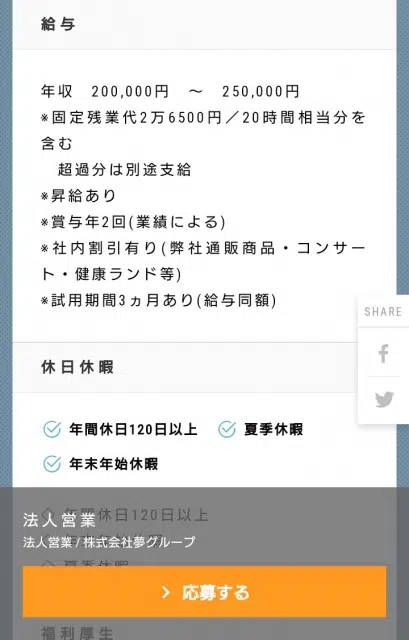 給与
年収　200,000円　～　250,000円
※固定残業代2万6500円／20時間相当分を
含む
　超過分は別途支給
※昇給あり
※賞与年2回(業績による)
※社内割引有り(弊社通販商品・コンサー
ト・健康ランド等)
※試用期間3ヵ月あり(給与同額)
SHARE
休日休暇
年間休日120日以上　夏季休暇
年末年始休暇
◇ 年間休日120日以上
法人営業
法人営業 / 株式会社夢グループ
◇ 夏季休暇
> 応募する
福利厚生